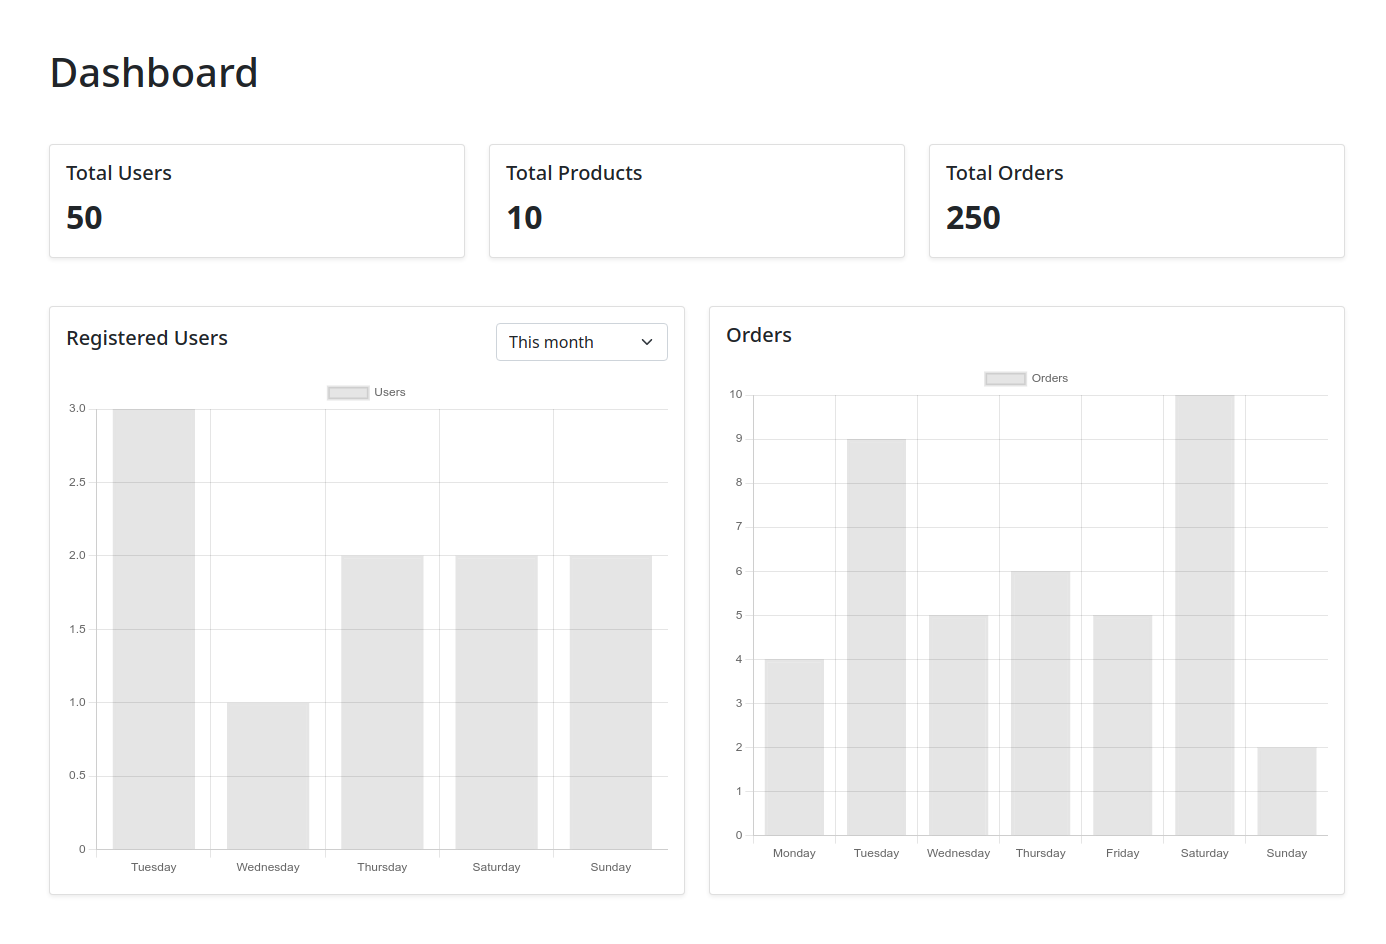 Dashboard
Total Users
50
Total Products
10
Total Orders
250
Registered Users
This month
Users
3.0
2.5
2.0
1.5
1.0
0.5
0
Tuesday Wednesday Thursday Saturday Sunday
Orders
Orders
10
9
8
7
6
5
4
3
2
1
0
Monday Tuesday Wednesday Thursday Friday Saturday Sunday